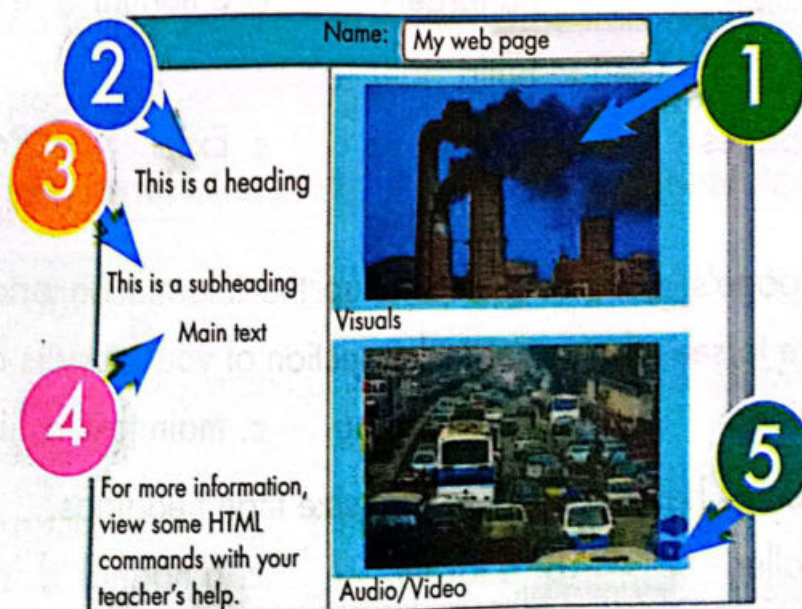 Name: My web page
2
1
3
This is a heading
This is a subheading
Main text
Visuals
4
5
For more information,
view some HTML
commands with your
teacher's help.
Audio/Video